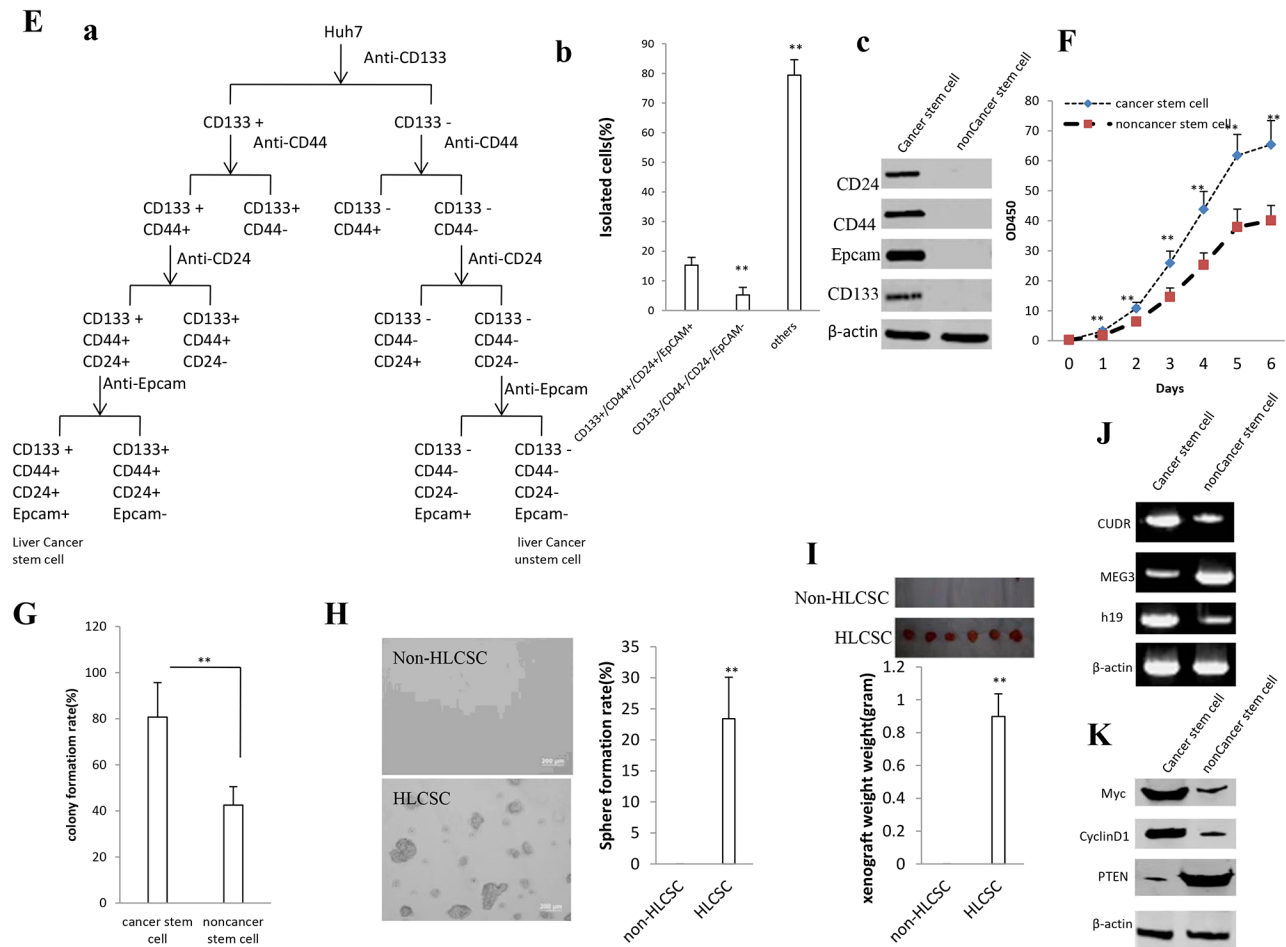 E
a
Huh7
Anti-CD133
CD133 +
CD133 -
Anti-CD44
Anti-CD44
CD133 +
CD44+
CD133+
CD44-
CD133 -
CD44+
CD133 -
CD44-
Anti-CD24
Anti-CD24
CD133 +
CD44+
CD24+
CD133+
CD44+
CD24-
CD133 -
CD44-
CD24+
CD133 -
CD44-
CD24-
Anti-Epcam
Anti-Epcam
CD133 +
CD44+
CD24+
Epcam+
CD133+
CD44+
CD24+
Epcam-
CD133 -
CD44-
CD24-
Epcam+
CD133 -
CD44-
CD24-
Epcam-
Liver Cancer
stem cell
liver Cancer
unstem cell
b
Isolated cells(%)
90
80
70
60
50
40
30
20
10
0
**
**
CD133+/CD44+/CD24+/EpCAM+
CD133-/CD44-/CD24-/EpCAM-
others
c
Cancer stem cell
nonCancer stem cell
CD24
CD44
Epcam
CD133
β-actin
F
cancer stem cell
noncancer stem cell
OD450
80
70
60
50
40
30
20
10
0
**
**
**
**
**
**
0 1 2 3 4 5 6
Days
G
colony formatiom rate(%)
120
100
80
60
40
20
0
**
cancer stem
cell
noncancer
stem cell
H
Non-HLCSC
200 μm
HLCSC
200 μm
Sphere formation rate(%)
35
30
25
20
15
10
5
0
**
non-HLCSC
HLCSC
I
Non-HLCSC
HLCSC
xenograft weight weight(gram)
1.2
1
0.8
0.6
0.4
0.2
0
**
non-HLCSC
HLCSC
J
Cancer stem cell
nonCancer stem cell
CUDR
MEG3
h19
β-actin
K
Cancer stem cell
nonCancer stem cell
Myc
CyclinD1
PTEN
β-actin